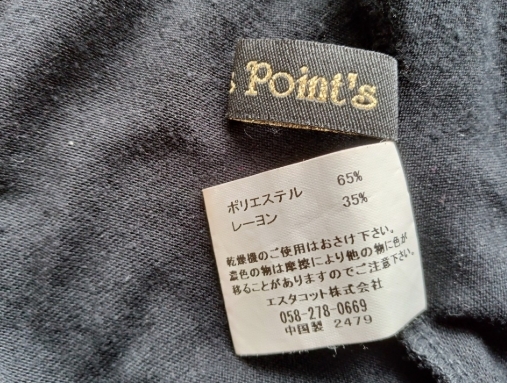 s Point's
ポリエステル 65%
レーヨン 35%
乾燥機のご使用はおさけ下さい。
濃色の物は摩擦により他の物に色が
移ることがありますのでご注意下さい。
エスタコット株式会社
058-278-0669
中国製 2479